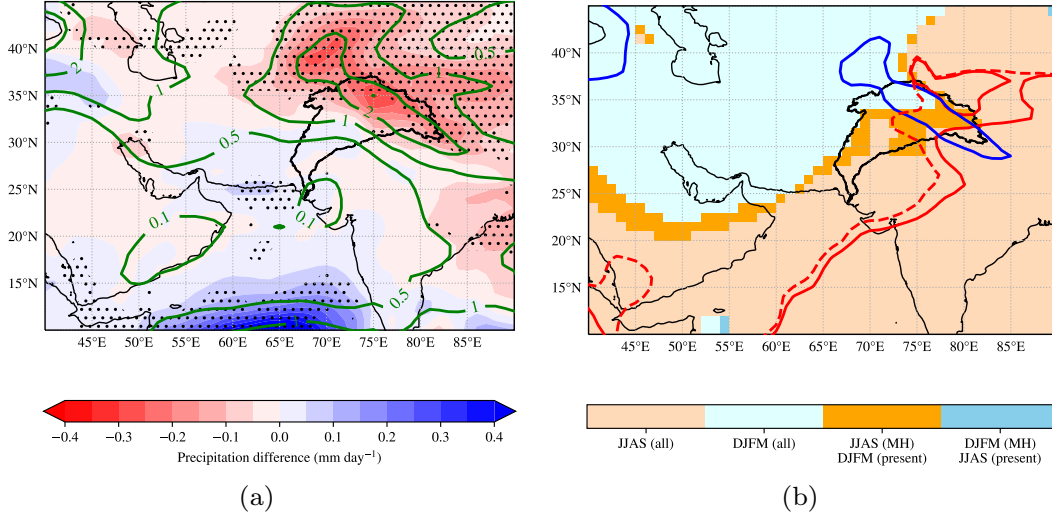 40°N
35°N
30°N
25°N
20°N
15°N
45°E 50°E 55°E 60°E 65°E 70°E 75°E 80°E 85°E
2
1
0.5
0.1
0.1
1
2
1
0.5
0.5
1
−0.4 −0.3 −0.2 −0.1 0.0 0.1 0.2 0.3 0.4
Precipitation difference (mm day⁻¹)
(a)
40°N
35°N
30°N
25°N
20°N
15°N
45°E 50°E 55°E 60°E 65°E 70°E 75°E 80°E 85°E
JJAS (all) DJFM (all) JJAS (MH) DJFM (MH)
DJFM (present) JJAS (present)
(b)